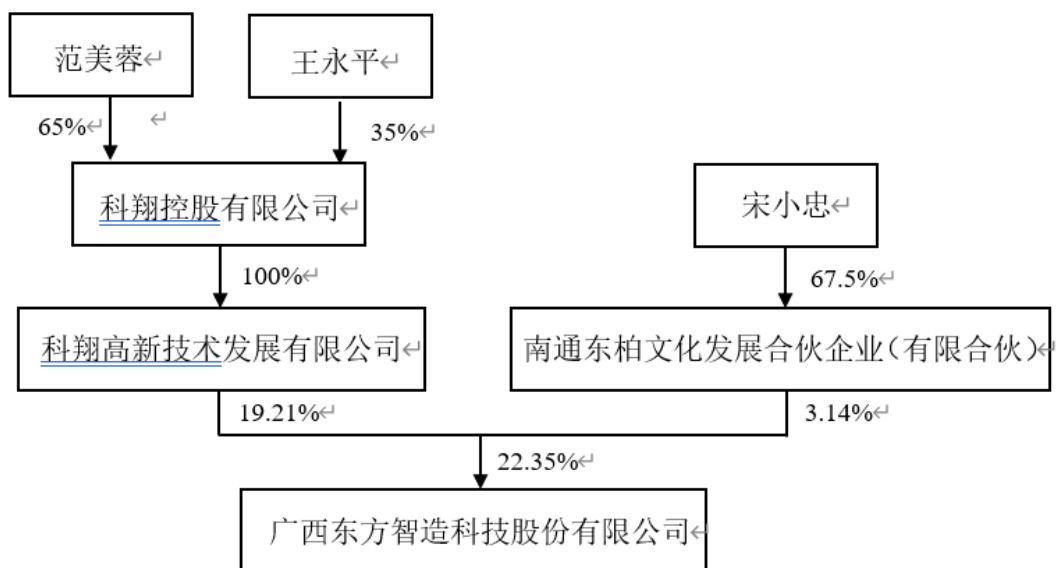 范美蓉
王永平
65%
35%
科翔控股有限公司
宋小忠
100%
67.5%
科翔高新技术发展有限公司
南通东柏文化发展合伙企业（有限合伙）
19.21%
3.14%
22.35%
广西东方智造科技股份有限公司